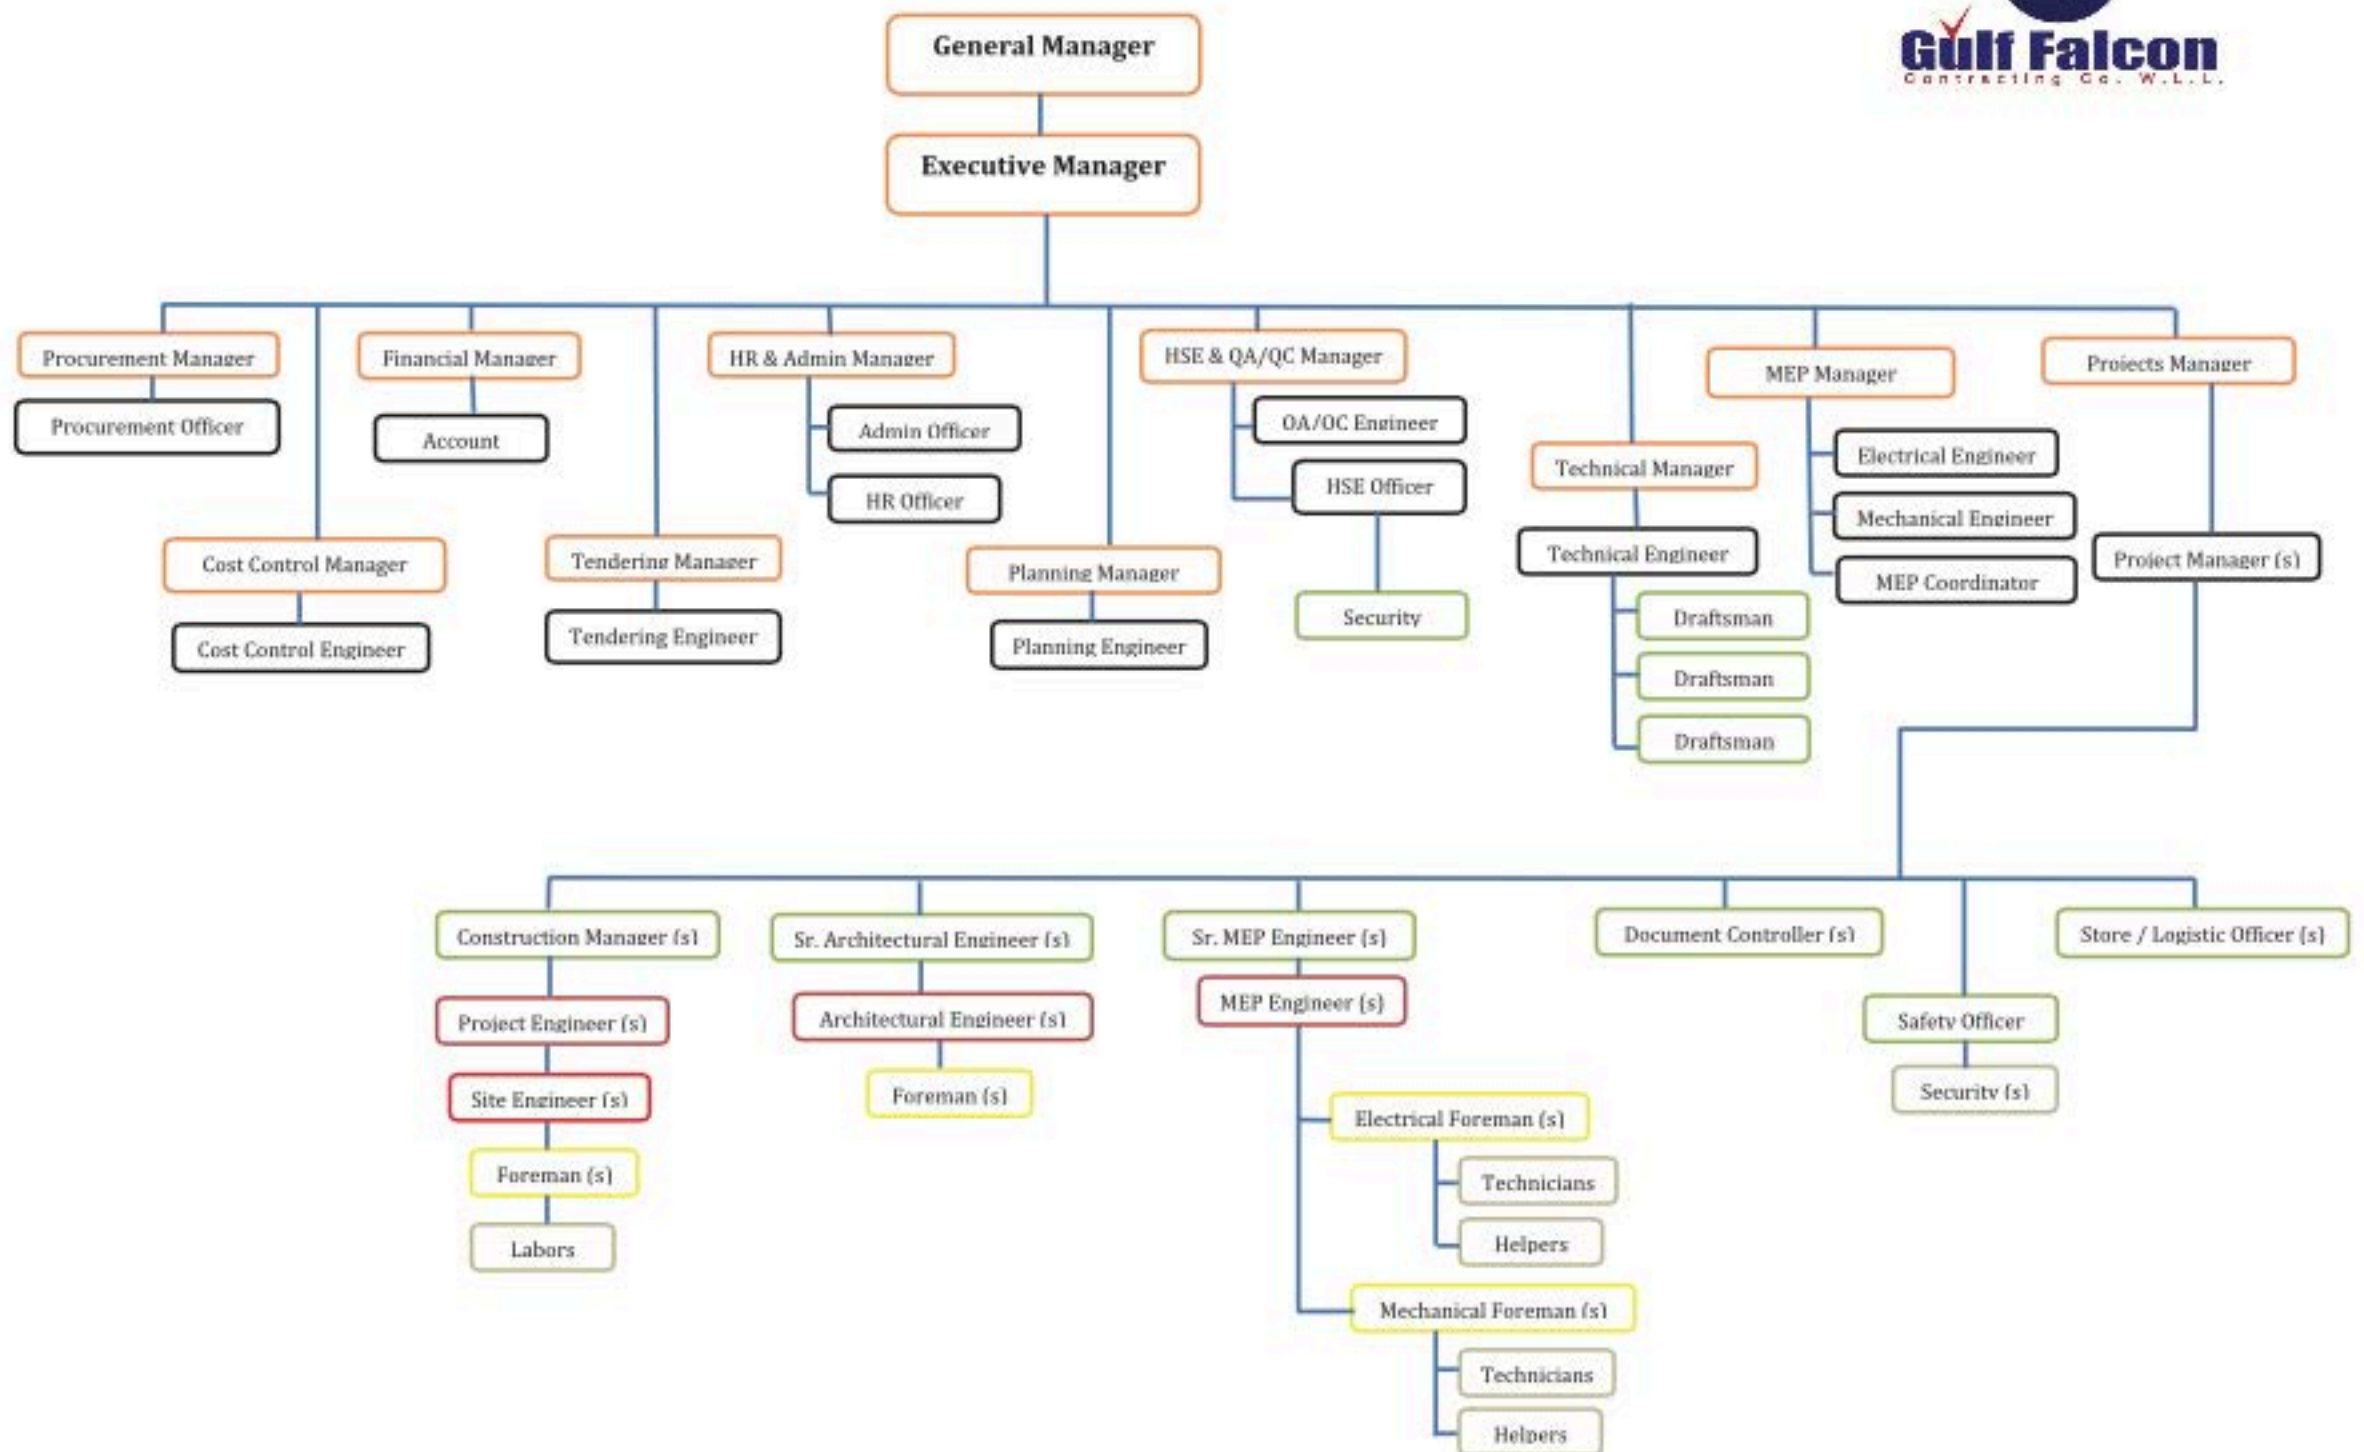 General Manager
Gulf Falcon
Contracting Co. W.L.L.
Executive Manager
Procurement Manager
Financial Manager
HR & Admin Manager
HSE & QA/QC Manager
MEP Manager
Projects Manager
Procurement Officer
Account
Admin Officer
QA/QC Engineer
Electrical Engineer
Technical Manager
HR Officer
HSE Officer
Mechanical Engineer
Cost Control Manager
Tendering Manager
Planning Manager
Technical Engineer
MEP Coordinator
Project Manager (s)
Cost Control Engineer
Tendering Engineer
Planning Engineer
Security
Draftsman
Draftsman
Draftsman
Construction Manager (s)
Sr. Architectural Engineer (s)
Sr. MEP Engineer (s)
Document Controller (s)
Store / Logistic Officer (s)
Project Engineer (s)
Architectural Engineer (s)
MEP Engineer (s)
Safety Officer
Site Engineer (s)
Foreman (s)
Security (s)
Electrical Foreman (s)
Foreman (s)
Technicians
Labors
Helpers
Mechanical Foreman (s)
Technicians
Helpers